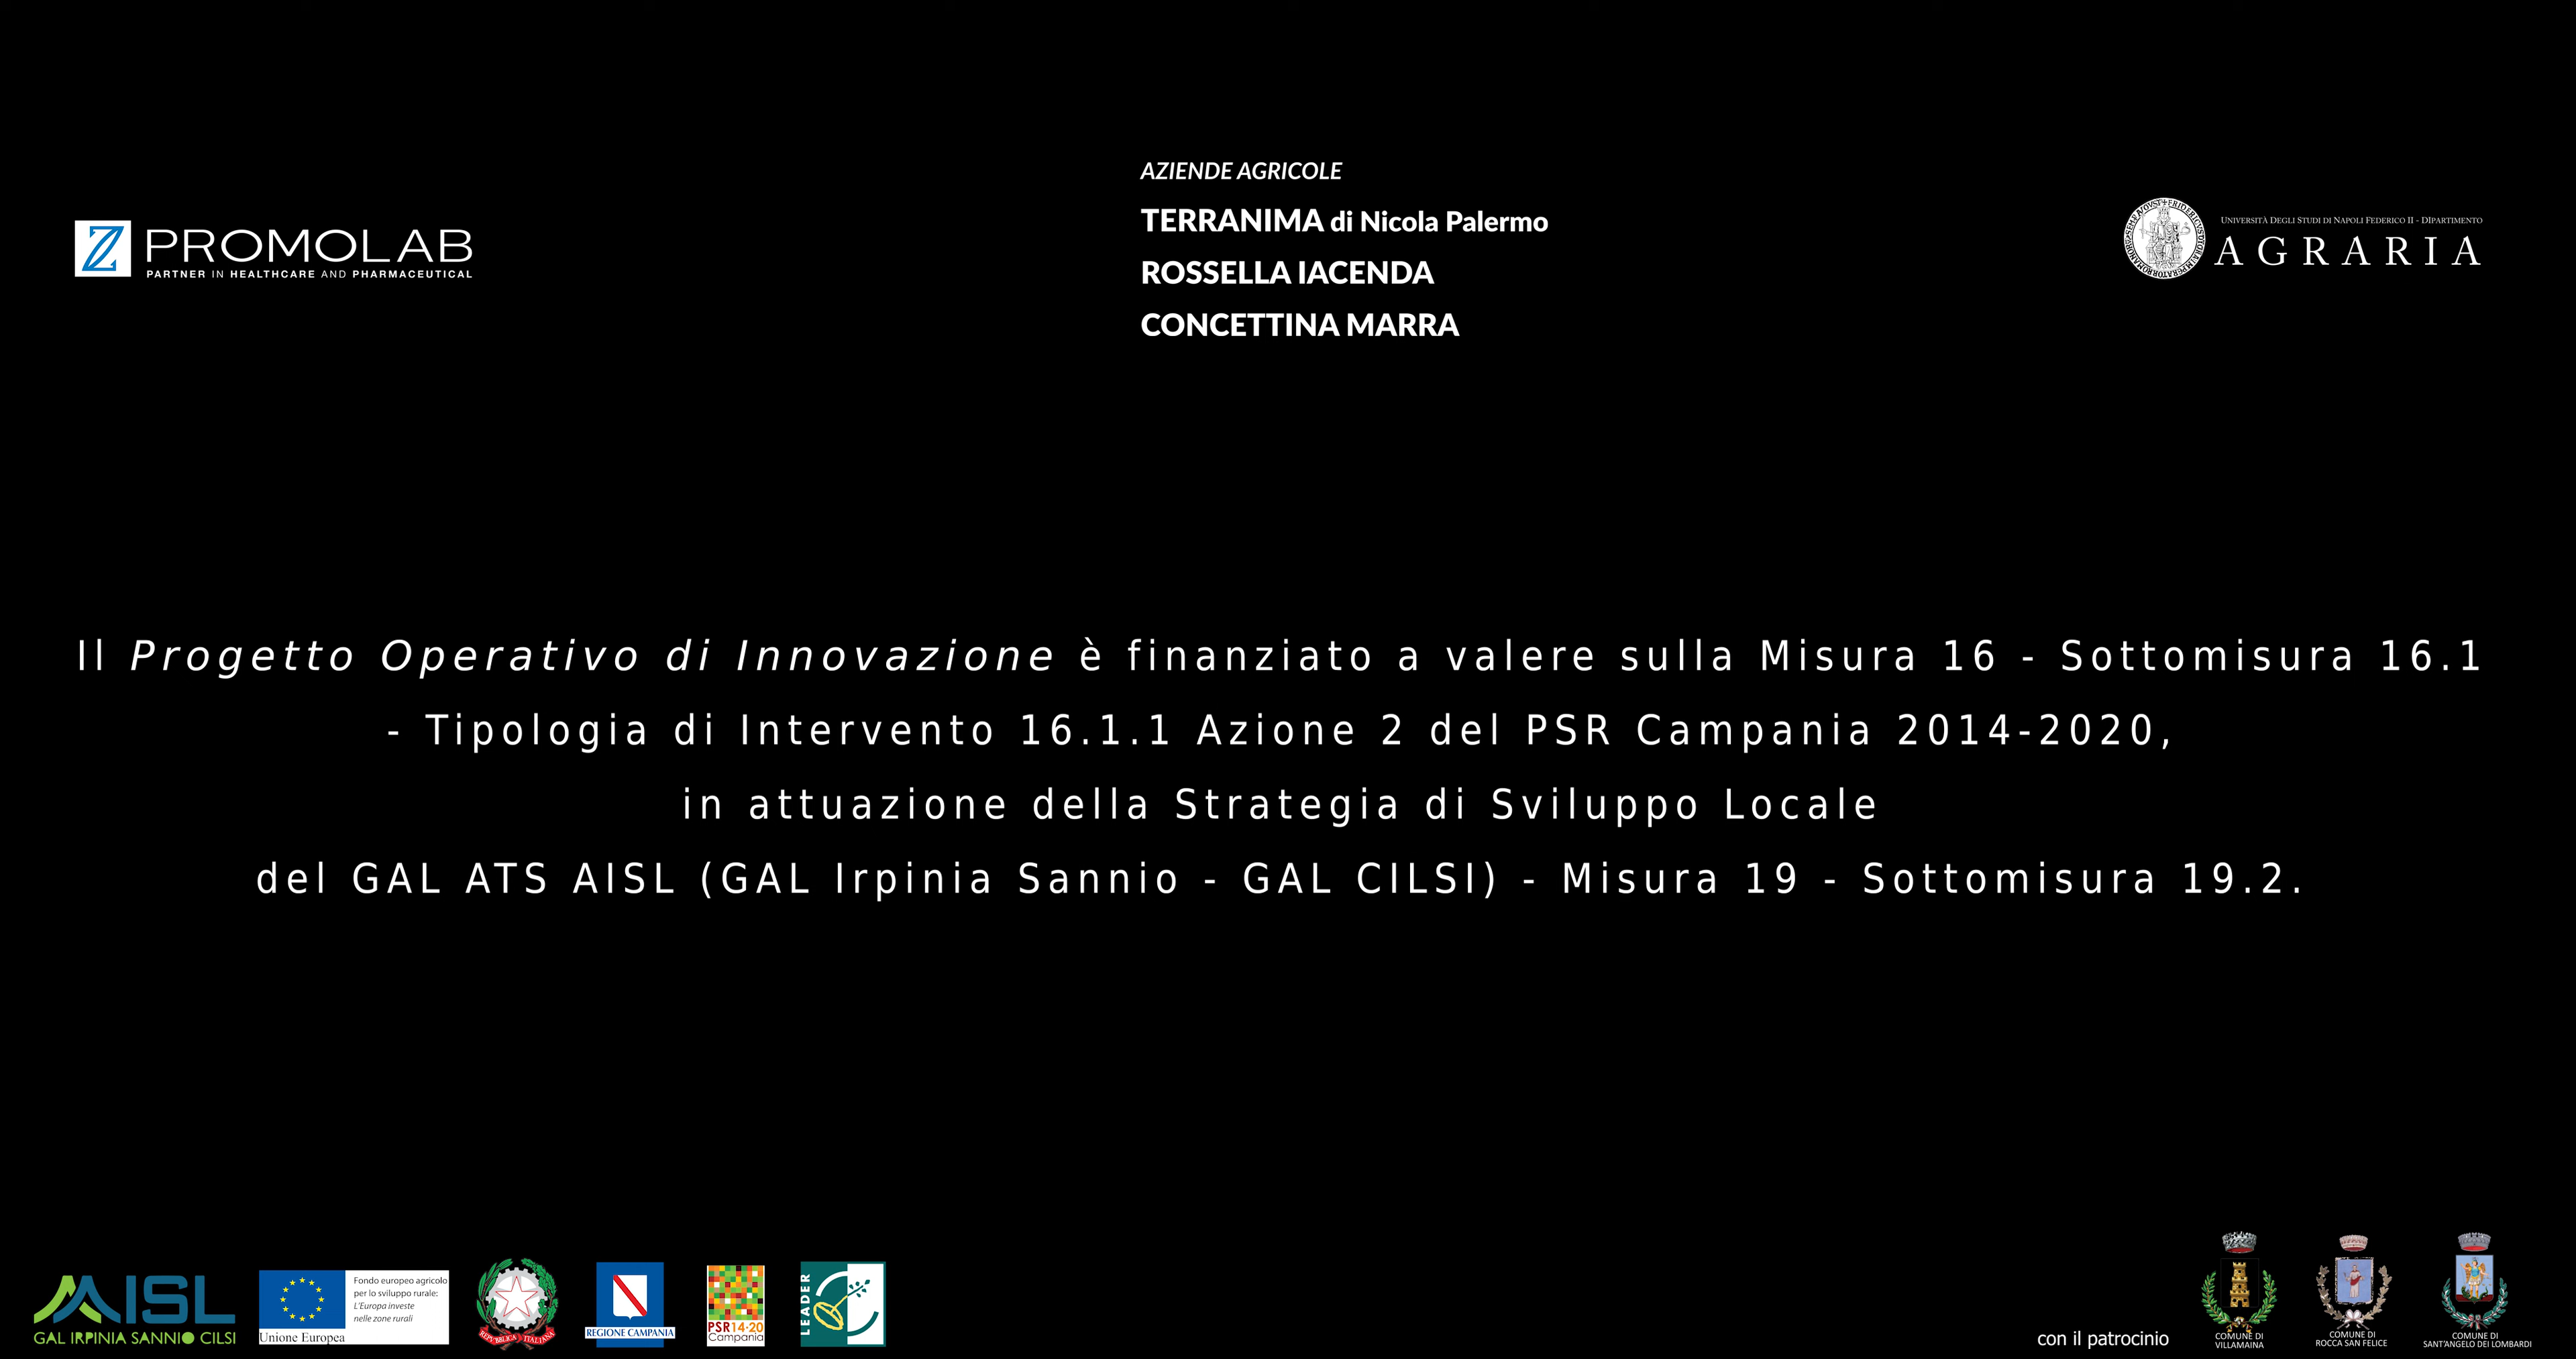 AZIENDE AGRICOLE
TERRANIMA di Nicola Palermo
ROSSELLA IACENDA
CONCETTINA MARRA
PROMOLAB
PARTNER IN HEALTHCARE AND PHARMACEUTICAL
UNIVERSITÀ DEGLI STUDI DI NAPOLI FEDERICO II - DIPARTIMENTO
AGRARIA
Il Progetto Operativo di Innovazione è finanziato a valere sulla Misura 16 - Sottomisura 16.1
- Tipologia di Intervento 16.1.1 Azione 2 del PSR Campania 2014-2020,
in attuazione della Strategia di Sviluppo Locale
del GAL ATS AISL (GAL Irpinia Sannio - GAL CILSI) - Misura 19 - Sottomisura 19.2.
AISL
GAL IRPINIA SANNIO CILSI
Unione Europea
Fondo europeo agricolo
per lo sviluppo rurale:
L'Europa investe
nelle zone rurali
REPVBBLICA ITALIANA
REGIONE CAMPANIA
PSR14-20
Campania
LEADER
con il patrocinio
COMUNE DI
VILLAMAINA
COMUNE DI
ROCCA SAN FELICE
COMUNE DI
SANT'ANGELO DEI LOMBARDI